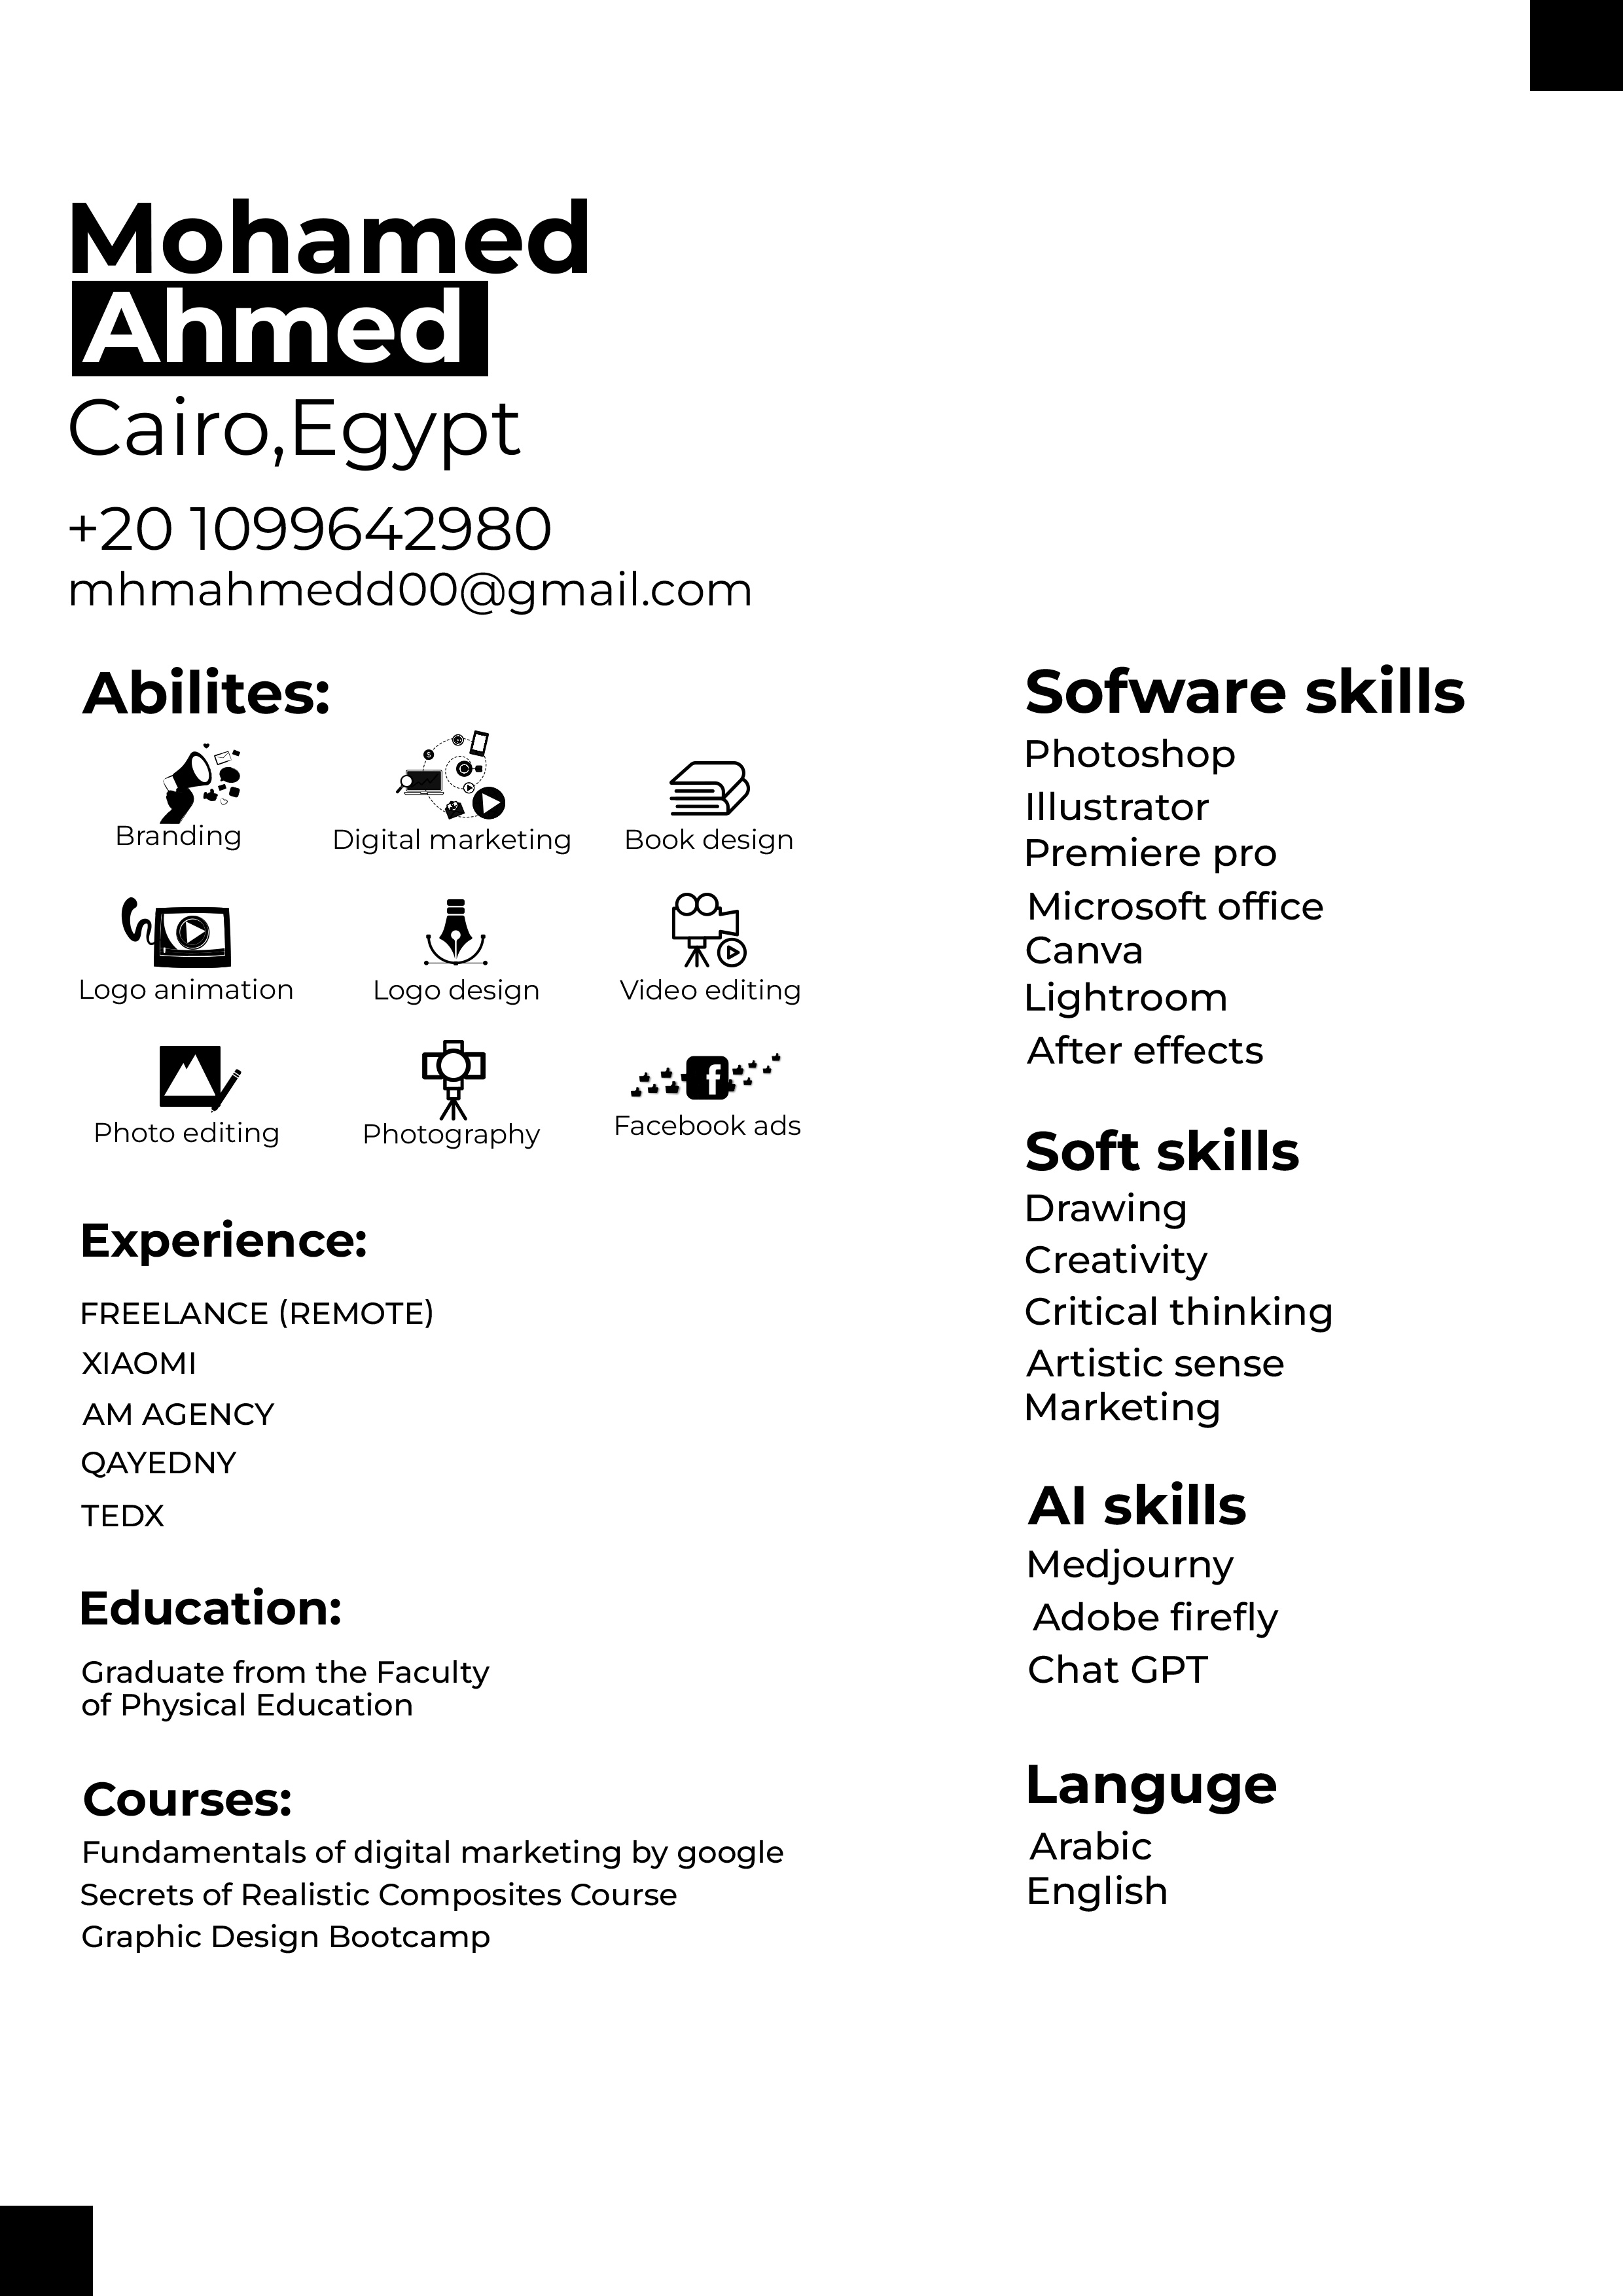 Mohamed
Ahmed
Cairo,Egypt
+20 1099642980
mhmahmedd00@gmail.com
Abilites:
Branding
Digital marketing
Book design
Logo animation
Logo design
Video editing
Photo editing
Photography
Facebook ads
Experience:
FREELANCE (REMOTE)
XIAOMI
AM AGENCY
QAYEDNY
TEDX
Education:
Graduate from the Faculty
of Physical Education
Courses:
Fundamentals of digital marketing by google
Secrets of Realistic Composites Course
Graphic Design Bootcamp
Sofware skills
Photoshop
Illustrator
Premiere pro
Microsoft office
Canva
Lightroom
After effects
Soft skills
Drawing
Creativity
Critical thinking
Artistic sense
Marketing
AI skills
Medjourny
Adobe firefly
Chat GPT
Languge
Arabic
English